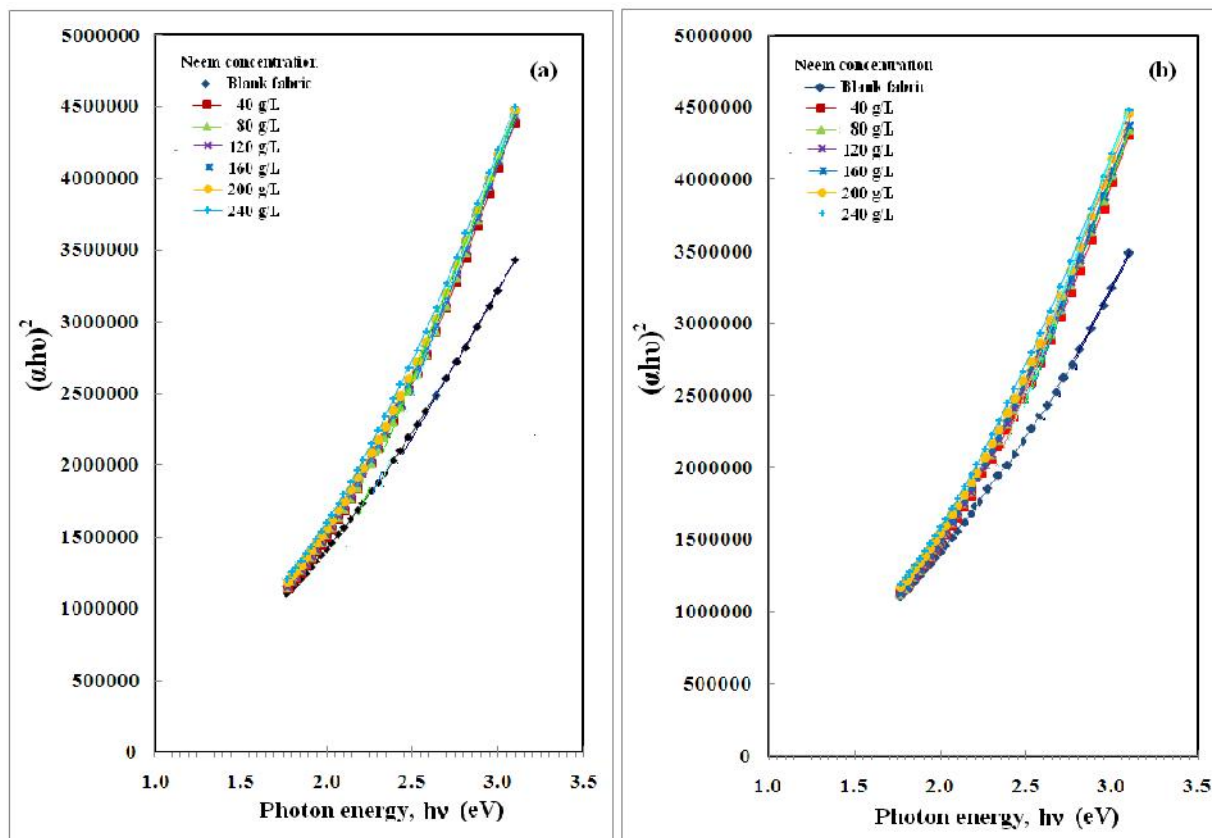 (a)
Neem concentration
Blank fabric
40 g/L
80 g/L
120 g/L
160 g/L
200 g/L
240 g/L
5000000
4500000
4000000
3500000
3000000
2500000
2000000
1500000
1000000
500000
0
1.0 1.5 2.0 2.5 3.0 3.5
(αhυ)²
Photon energy, hν (eV)
(b)
Neem concentration
Blank fabric
40 g/L
80 g/L
120 g/L
160 g/L
200 g/L
240 g/L
5000000
4500000
4000000
3500000
3000000
2500000
2000000
1500000
1000000
500000
0
1.0 1.5 2.0 2.5 3.0 3.5
(αhυ)²
Photon energy, hν (eV)